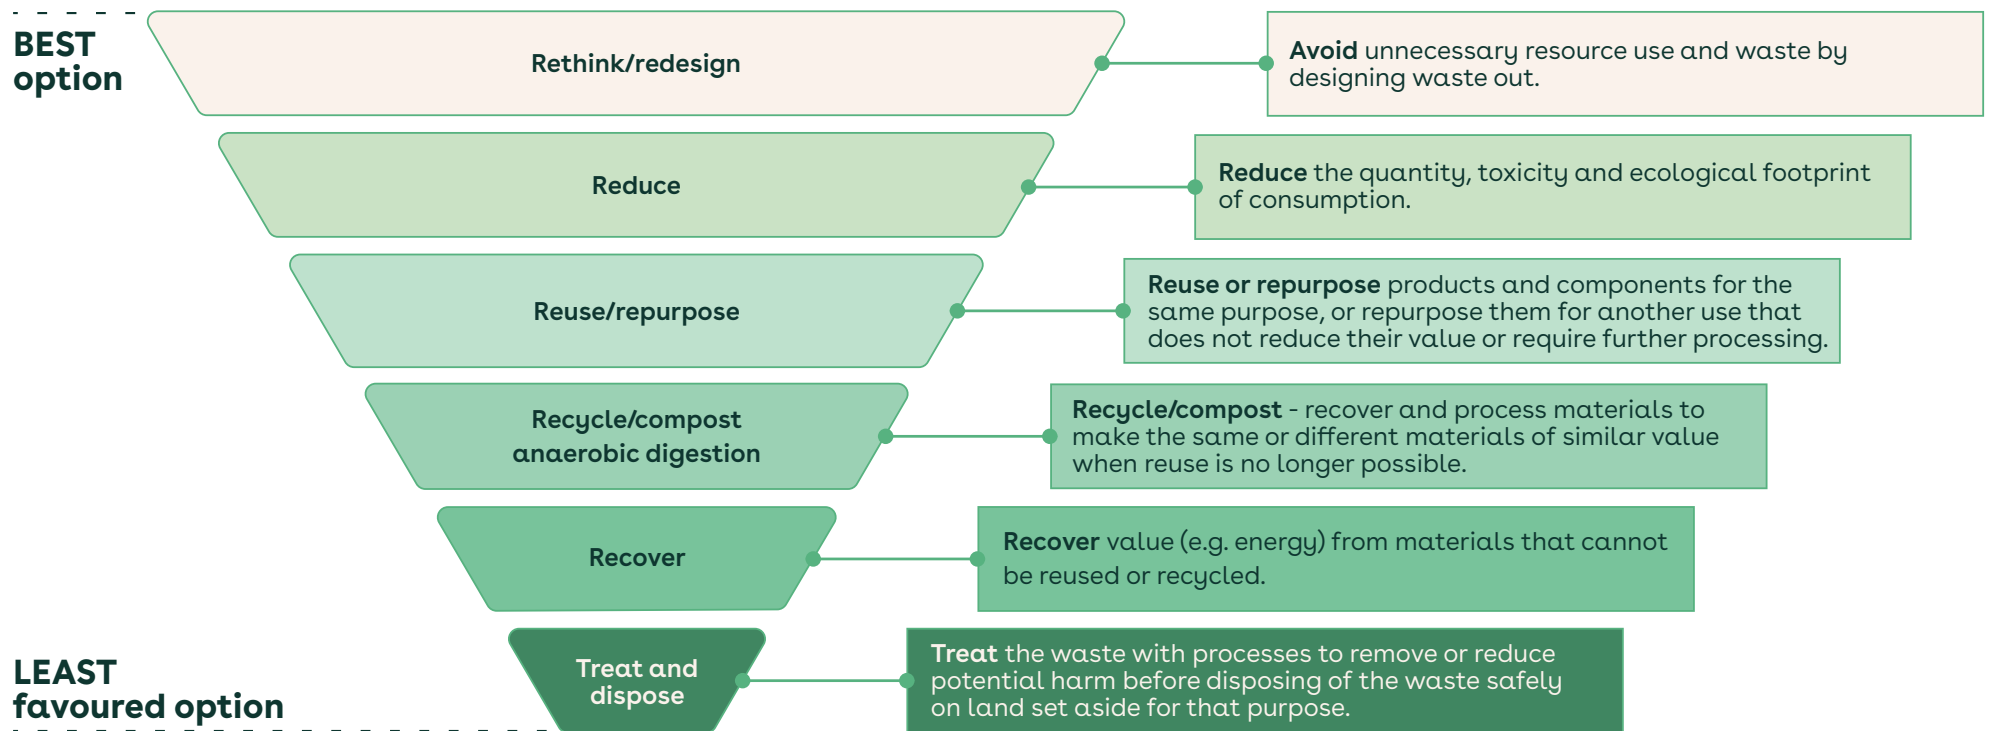 BEST
option
Rethink/redesign
Avoid unnecessary resource use and waste by
designing waste out.
Reduce
Reduce the quantity, toxicity and ecological footprint
of consumption.
Reuse/repurpose
Reuse or repurpose products and components for the
same purpose, or repurpose them for another use that
does not reduce their value or require further processing.
Recycle/compost
anaerobic digestion
Recycle/compost - recover and process materials to
make the same or different materials of similar value
when reuse is no longer possible.
Recover
Recover value (e.g. energy) from materials that cannot
be reused or recycled.
LEAST
favoured option
Treat and
dispose
Treat the waste with processes to remove or reduce
potential harm before disposing of the waste safely
on land set aside for that purpose.